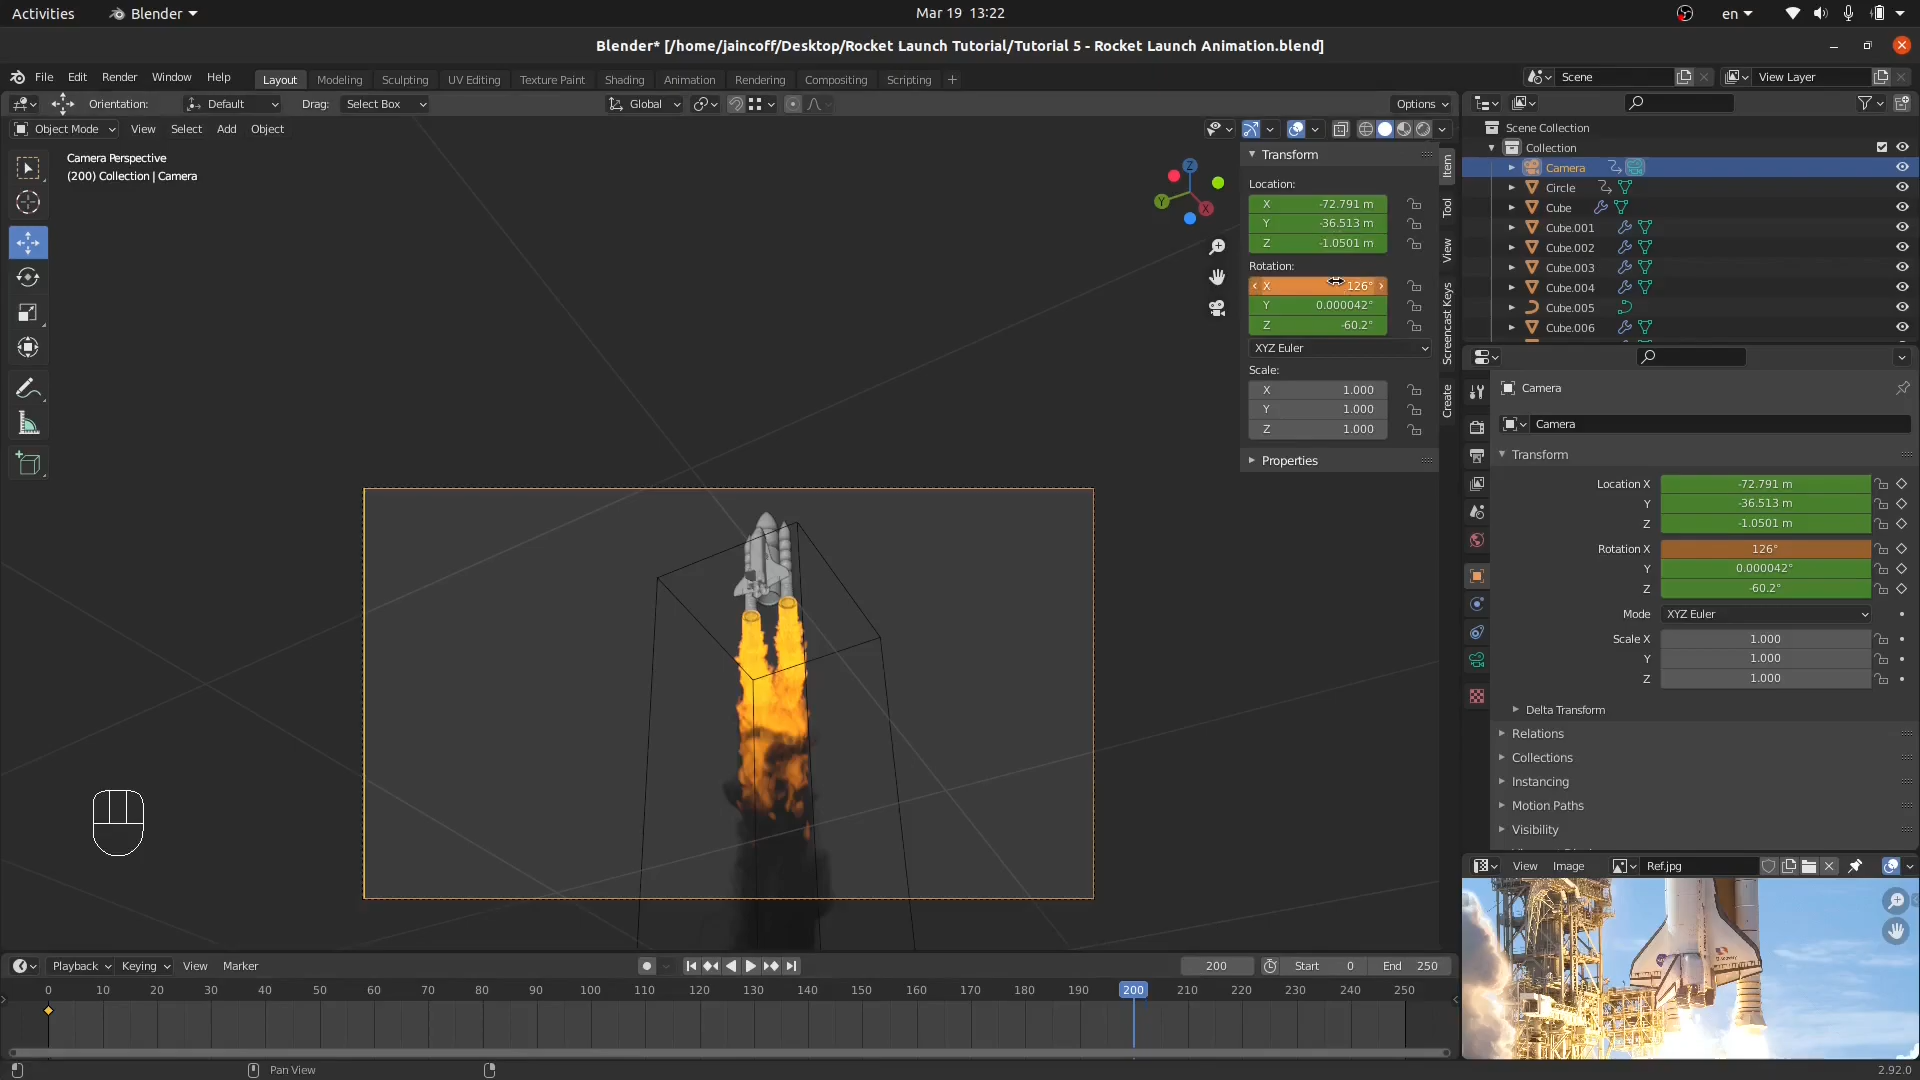 Activities Blender Mar 19 13:22 en
Blender* [/home/jaincoff/Desktop/Rocket Launch Tutorial/Tutorial 5 - Rocket Launch Animation.blend]
File Edit Render Window Help Layout Modeling Sculpting UV Editing Texture Paint Shading Animation Rendering Compositing Scripting + Scene View Layer
Orientation: Default Drag: Select Box Global Options
Object Mode View Select Add Object
Camera Perspective
(200) Collection | Camera
Z
Y
X
Transform
Location:
X -72.791 m
Y -36.513 m
Z -1.0501 m
Rotation:
X 126°
Y 0.000042°
Z -60.2°
XYZ Euler
Scale:
X 1.000
Y 1.000
Z 1.000
Properties
Item
Tool
View
Screencast Keys
Create
Scene Collection
Collection
Camera
Circle
Cube
Cube.001
Cube.002
Cube.003
Cube.004
Cube.005
Cube.006
Camera
Camera
Transform
Location X -72.791 m
Y -36.513 m
Z -1.0501 m
Rotation X 126°
Y 0.000042°
Z -60.2°
Mode XYZ Euler
Scale X 1.000
Y 1.000
Z 1.000
Delta Transform
Relations
Collections
Instancing
Motion Paths
Visibility
View Image Ref.jpg
Playback Keying View Marker 200 Start 0 End 250
0 10 20 30 40 50 60 70 80 90 100 110 120 130 140 150 160 170 180 190 200 210 220 230 240 250
Pan View 2.92.0